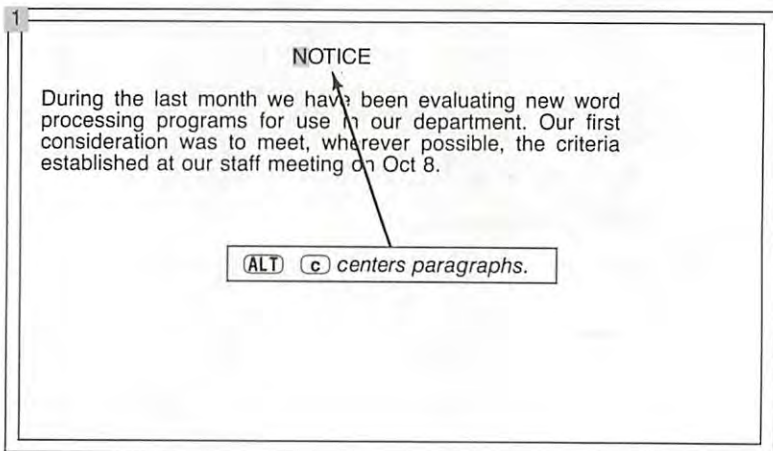 1
NOTICE
During the last month we have been evaluating new word
processing programs for use in our department. Our first
consideration was to meet, wherever possible, the criteria
established at our staff meeting on Oct 8.
ALT c centers paragraphs.